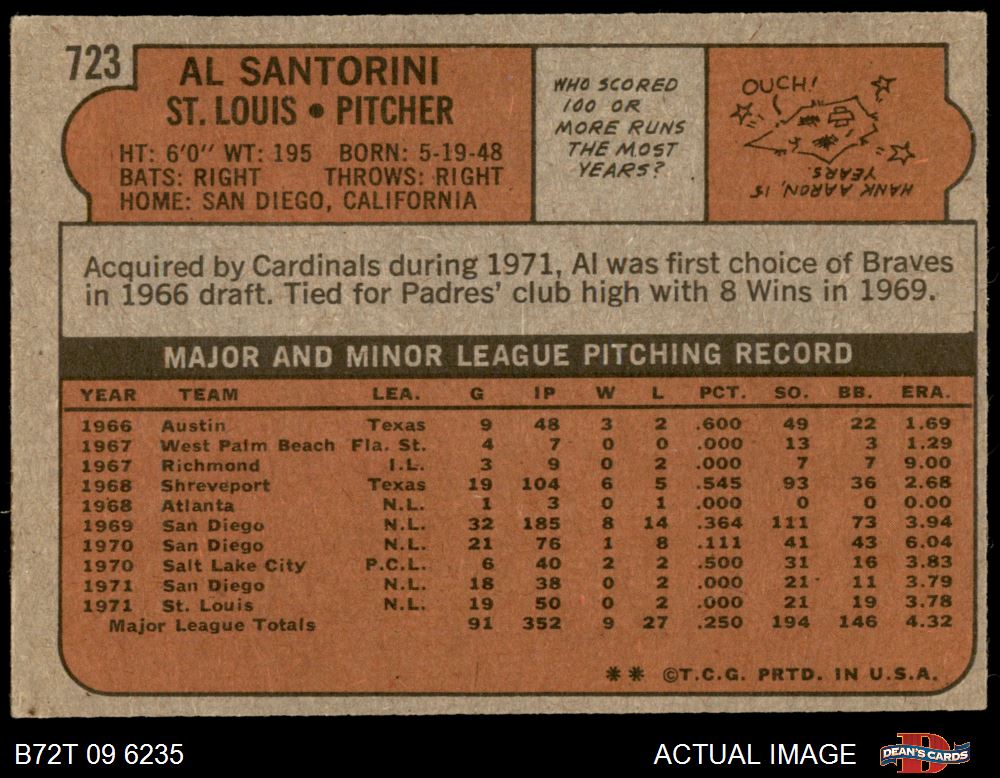 723
AL SANTORINI
ST. LOUIS • PITCHER
HT: 6'0" WT: 195 BORN: 5-19-48
BATS: RIGHT THROWS: RIGHT
HOME: SAN DIEGO, CALIFORNIA
WHO SCORED
100 OR
MORE RUNS
THE MOST
YEARS?
OUCH!
HANK AARON, 15
YEARS.
Acquired by Cardinals during 1971, Al was first choice of Braves
in 1966 draft. Tied for Padres' club high with 8 Wins in 1969.
MAJOR AND MINOR LEAGUE PITCHING RECORD
YEAR TEAM LEA. G IP W L PCT. SO. BB. ERA.
1966 Austin Texas 9 48 3 2 .600 49 22 1.69
1967 West Palm Beach Fla. St. 4 7 0 0 .000 13 3 1.29
1967 Richmond I.L. 3 9 0 2 .000 7 7 9.00
1968 Shreveport Texas 19 104 6 5 .545 93 36 2.68
1968 Atlanta N.L. 1 3 0 1 .000 0 0 0.00
1969 San Diego N.L. 32 185 8 14 .364 111 73 3.94
1970 San Diego N.L. 21 76 1 8 .111 41 43 6.04
1970 Salt Lake City P.C.L. 6 40 2 2 .500 31 16 3.83
1971 San Diego N.L. 18 38 0 2 .000 21 11 3.79
1971 St. Louis N.L. 19 50 0 2 .000 21 19 3.78
Major League Totals 91 352 9 27 .250 194 146 4.32
** ©T.C.G. PRTD. IN U.S.A.
B72T 09 6235 ACTUAL IMAGE
D
DEAN'S CARDS